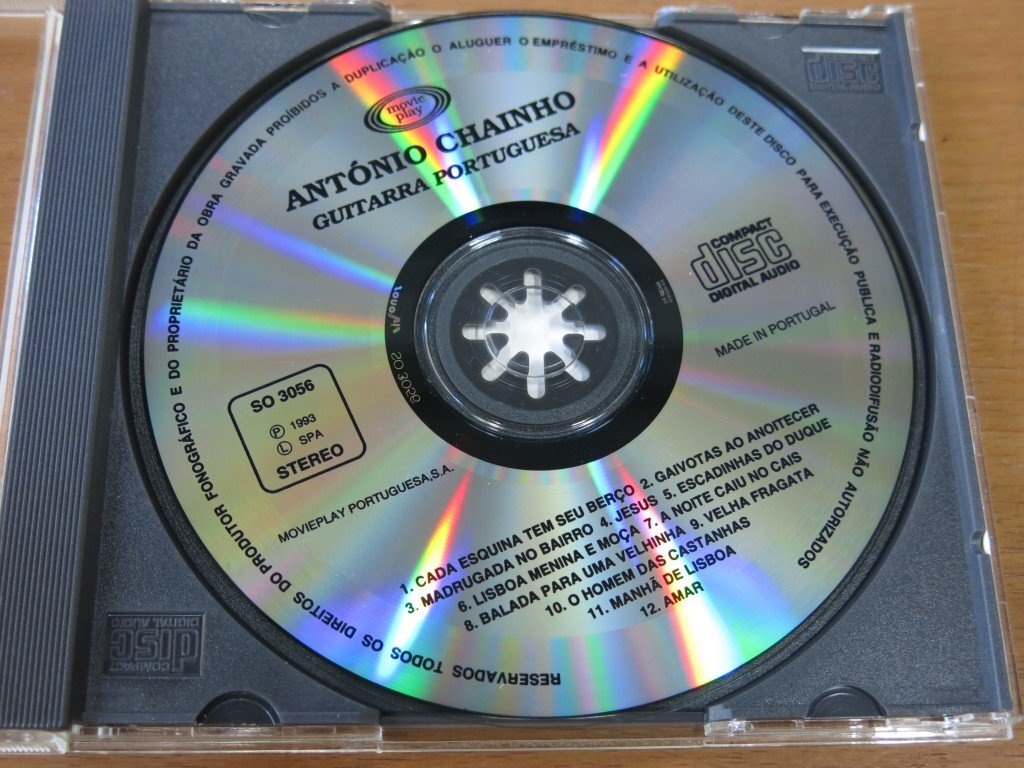 RESERVADOS TODOS OS DIREITOS DO PRODUTOR FONOGRÁFICO E DO PROPRIETÁRIO DA OBRA GRAVADA PROÍBIDOS A DUPLICAÇÃO O ALUGUER O EMPRÉSTIMO E A UTILIZAÇÃO DESTE DISCO PARA EXECUÇÃO PUBLICA E RADIODIFUSÃO NÃO AUTORIZADOS
movie
play
ANTÓNIO CHAINHO
GUITARRA PORTUGUESA
COMPACT
disc
DIGITAL AUDIO
MADE IN PORTUGAL
SO 3056
Ⓟ 1993
Ⓛ SPA
STEREO
MOVIEPLAY PORTUGUESA,S.A.
1. CADA ESQUINA TEM SEU BERÇO 2. GAIVOTAS AO ANOITECER
3. MADRUGADA NO BAIRRO 4. JESUS 5. ESCADINHAS DO DUQUE
6. LISBOA MENINA E MOÇA 7. A NOITE CAIU NO CAIS
8. BALADA PARA UMA VELHINHA 9. VELHA FRAGATA
10. O HOMEM DAS CASTANHAS
11. MANHÃ DE LISBOA
12. AMAR
SO 3056
disc
DIGITAL AUDIO
COMPACT
disc
DIGITAL AUDIO